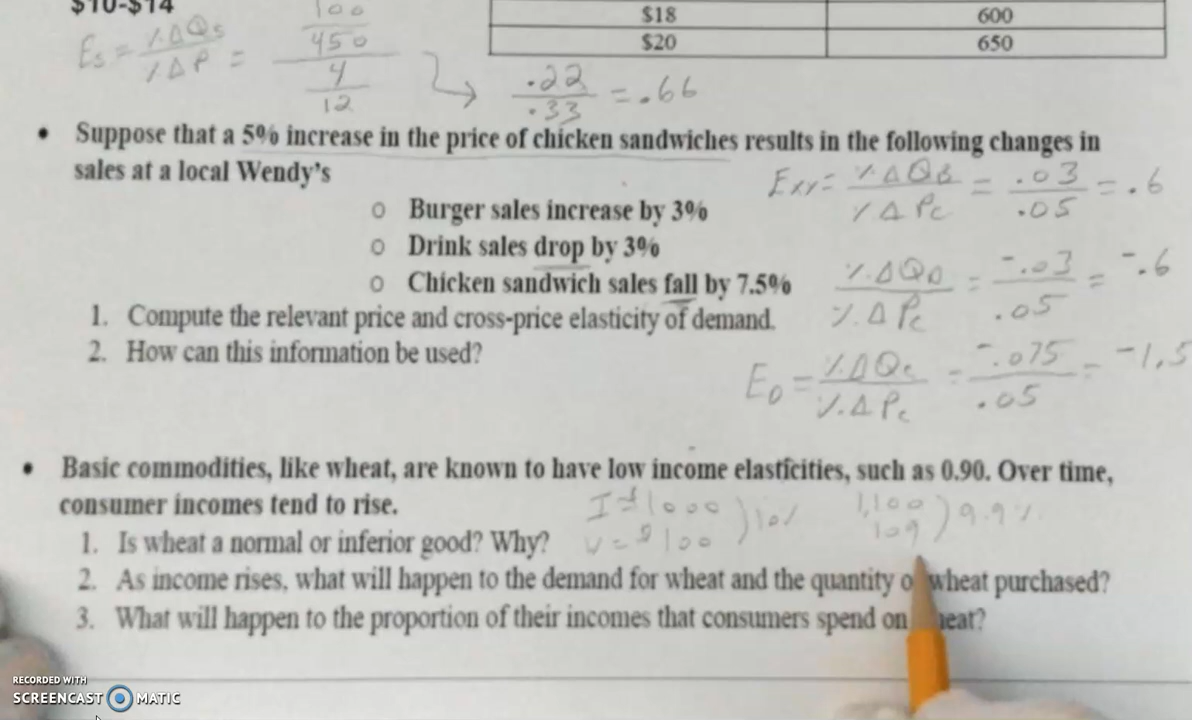 $10-$14
$18 600
$20 650
Es = %ΔQs / %ΔP = 100/450 / 4/12 → .22/.33 = .66
• Suppose that a 5% increase in the price of chicken sandwiches results in the following changes in
sales at a local Wendy's
Exy = %ΔQB / %ΔPc = .03/.05 = .6
o Burger sales increase by 3%
o Drink sales drop by 3%
%ΔQD / %ΔPc = -.03/.05 = -.6
o Chicken sandwich sales fall by 7.5%
1. Compute the relevant price and cross-price elasticity of demand.
2. How can this information be used?
ED = %ΔQc / %ΔPc = -.075/.05 = -1.5
• Basic commodities, like wheat, are known to have low income elasticities, such as 0.90. Over time,
consumer incomes tend to rise.
I = $1000 ) 10% 1,100 ) 9.9%
= $100 109
1. Is wheat a normal or inferior good? Why?
2. As income rises, what will happen to the demand for wheat and the quantity o wheat purchased?
3. What will happen to the proportion of their incomes that consumers spend on heat?
RECORDED WITH
SCREENCAST MATIC